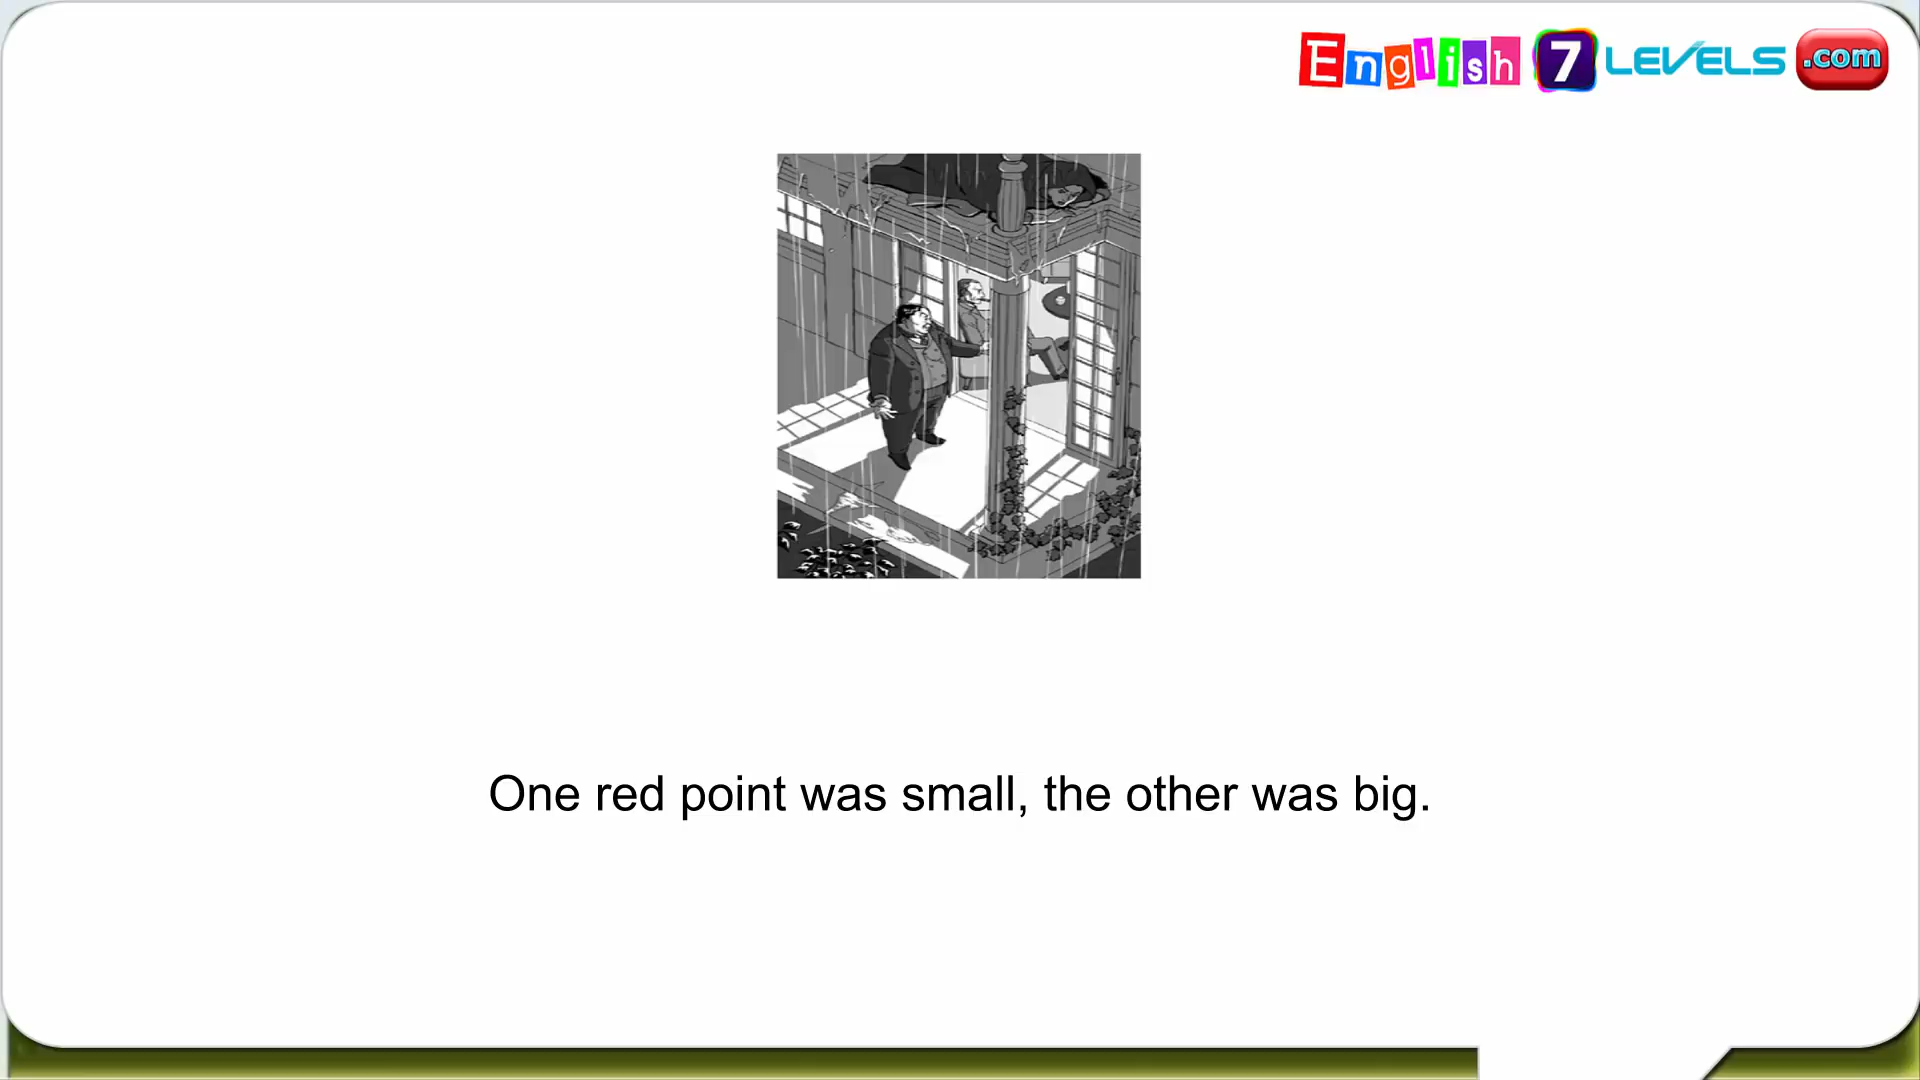 English 7 LEVELS .com
One red point was small, the other was big.